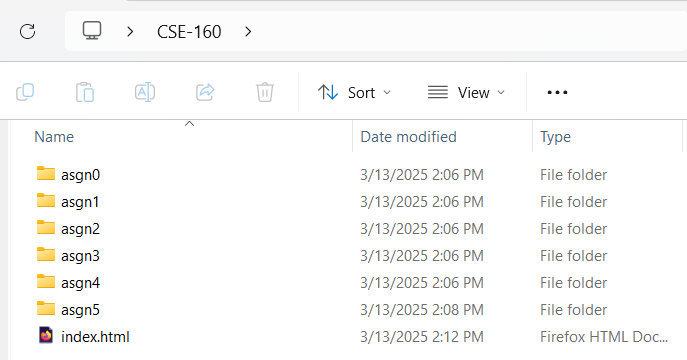 CSE-160
Sort View
Name Date modified Type
asgn0 3/13/2025 2:06 PM File folder
asgn1 3/13/2025 2:06 PM File folder
asgn2 3/13/2025 2:06 PM File folder
asgn3 3/13/2025 2:06 PM File folder
asgn4 3/13/2025 2:06 PM File folder
asgn5 3/13/2025 2:08 PM File folder
index.html 3/13/2025 2:12 PM Firefox HTML Doc...